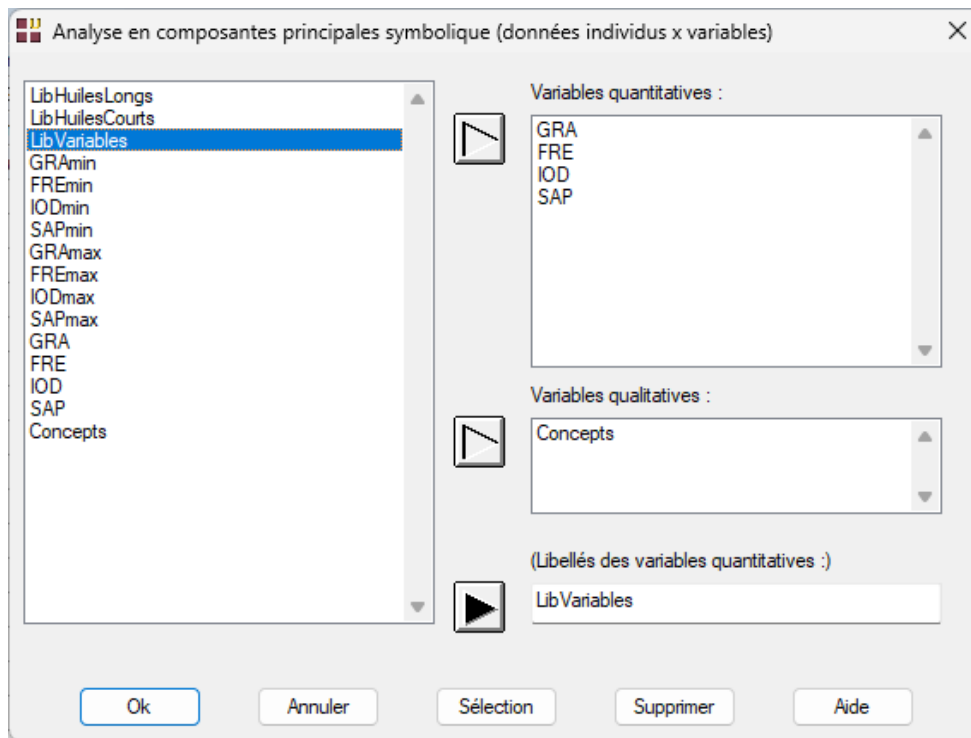 Analyse en composantes principales symbolique (données individus x variables)
LibHuilesLongs
LibHuilesCourts
LibVariables
GRAmin
FREmin
IODmin
SAPmin
GRAmax
FREmax
IODmax
SAPmax
GRA
FRE
IOD
SAP
Concepts
Variables quantitatives :
GRA
FRE
IOD
SAP
Variables qualitatives :
Concepts
(Libellés des variables quantitatives :)
LibVariables
Ok
Annuler
Sélection
Supprimer
Aide